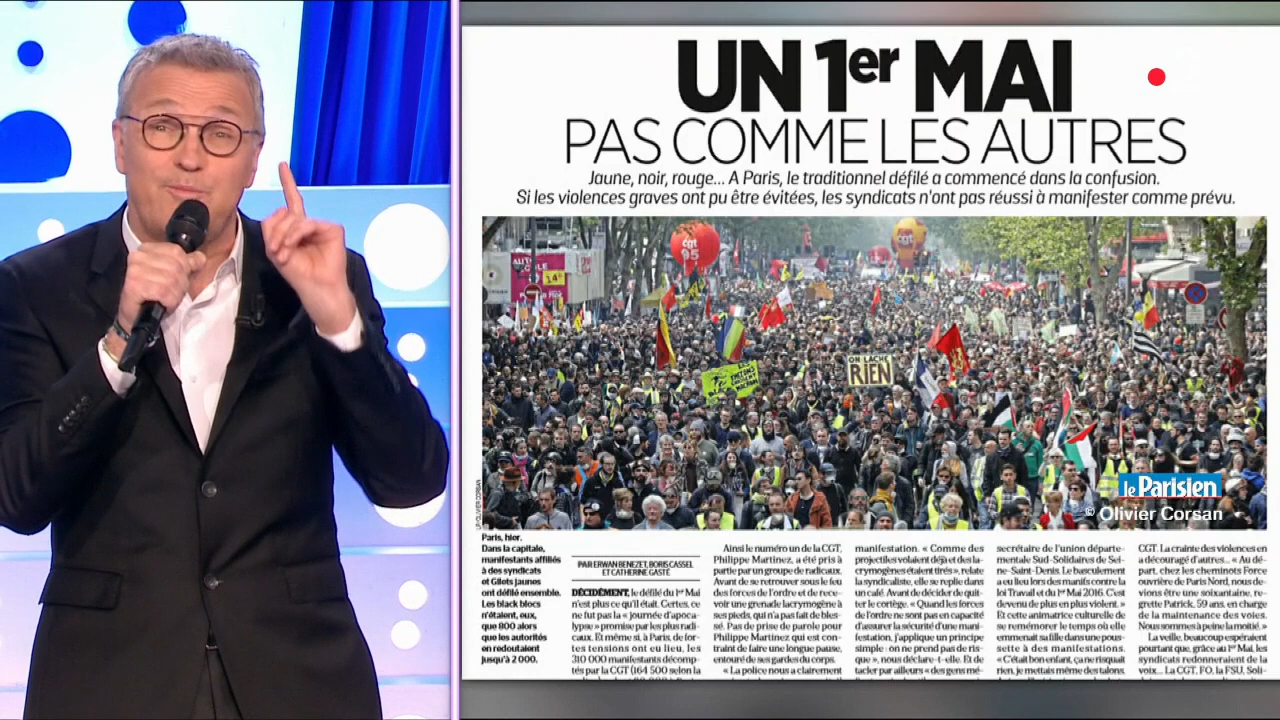 UN 1er MAI
PAS COMME LES AUTRES
Jaune, noir, rouge... A Paris, le traditionnel défilé a commencé dans la confusion.
Si les violences graves ont pu être évitées, les syndicats n'ont pas réussi à manifester comme prévu.
cgt
95
cgt
ON LACHE
RIEN
le Parisien
© Olivier Corsan
LP/OLIVIER CORSAN
Paris, hier.
Dans la capitale,
manifestants affiliés
à des syndicats
et Gilets jaunes
ont défilé ensemble.
Les black blocs
n'étaient, eux,
que 800 alors
que les autorités
en redoutaient
jusqu'à 2 000.
PAR ERWAN BENEZET, BORIS CASSEL
ET CATHERINE GASTÉ
DÉCIDÉMENT, le défilé du 1er Mai
n'est plus ce qu'il était. Certes, ce
ne fut pas la « journée d'apoca-
lypse » promise par les plus radi-
caux. Et même si, à Paris, de for-
tes tensions ont eu lieu, les
310 000 manifestants décomp-
tés par la CGT (164 500 selon la
Ainsi le numéro un de la CGT,
Philippe Martinez, a été pris à
partie par un groupe de radicaux.
Avant de se retrouver sous le feu
des forces de l'ordre et de rece-
voir une grenade lacrymogène à
ses pieds, qui n'a pas fait de bles-
sé. Pas de prise de parole pour
Philippe Martinez qui est con-
traint de faire une longue pause,
entouré de ses gardes du corps.
« La police nous a clairement
manifestation. « Comme des
projectiles volaient déjà et des la-
crymogènes étaient tirés », relate
la syndicaliste, elle se replie dans
un café. Avant de décider de quit-
ter le cortège. « Quand les forces
de l'ordre ne sont pas en capacité
d'assurer la sécurité d'une mani-
festation, j'applique un principe
simple : on ne prend pas de ris-
que », nous déclare-t-elle. Et de
tacler par ailleurs « des gens mé-
secrétaire de l'union départe-
mentale Sud-Solidaires de Sei-
ne-Saint-Denis. Le basculement
a eu lieu lors des manifs contre la
loi Travail et du 1er Mai 2016. C'est
devenu de plus en plus violent. »
Et cette animatrice culturelle de
se remémorer le temps où elle
emmenait sa fille dans une pous-
sette à des manifestations.
« C'était bon enfant, ça ne risquait
rien, je mettais même des talons.
CGT. La crainte des violences en
a découragé d'autres... « Au dé-
part, chez les cheminots Force
ouvrière de Paris Nord, nous de-
vions être une soixantaine, re-
grette Patrick, 59 ans, en charge
de la maintenance des voies.
Nous sommes à peine la moitié. »
La veille, beaucoup espéraient
pourtant que, grâce au 1er Mai, les
syndicats redonneraient de la
voix... La CGT, FO, la FSU, Soli-